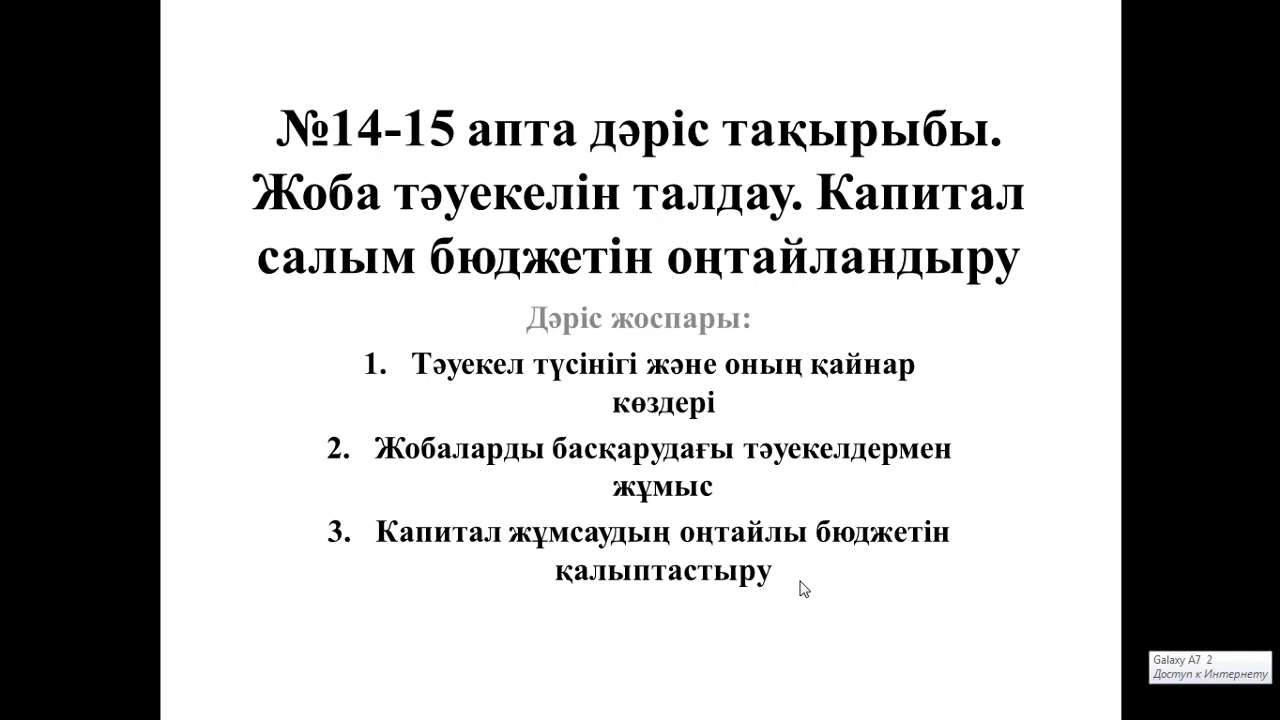 №14-15 апта дәріс тақырыбы.
Жоба тәуекелін талдау. Капитал
салым бюджетін оңтайландыру
Дәріс жоспары:
1. Тәуекел түсінігі және оның қайнар
көздері
2. Жобаларды басқарудағы тәуекелдермен
жұмыс
3. Капитал жұмсаудың оңтайлы бюджетін
қалыптастыру
Galaxy A7 2
Доступ к Интернету